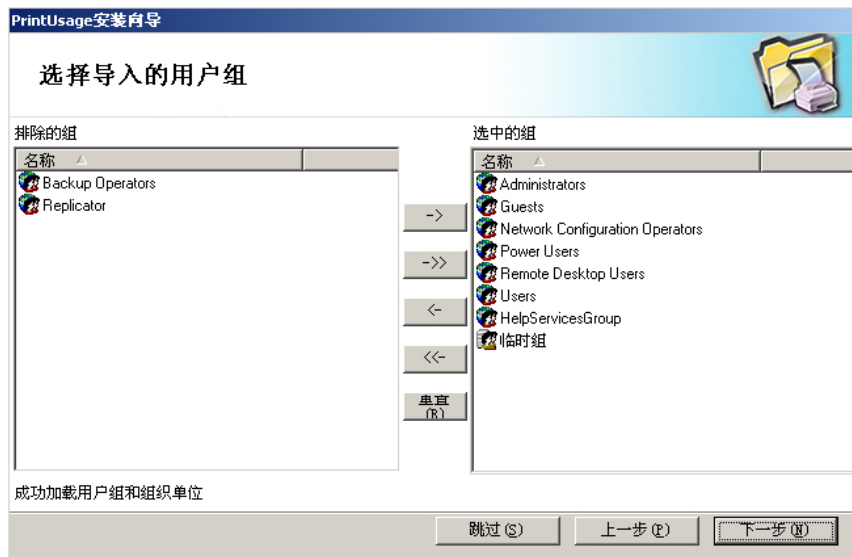 PrintUsage安装向导
选择导入的用户组
排除的组
名称
Backup Operators
Replicator
->
->>
<-
<<-
重置
(R)
选中的组
名称
Administrators
Guests
Network Configuration Operators
Power Users
Remote Desktop Users
Users
HelpServicesGroup
临时组
成功加载用户组和组织单位
跳过(S)
上一步(P)
下一步(N)